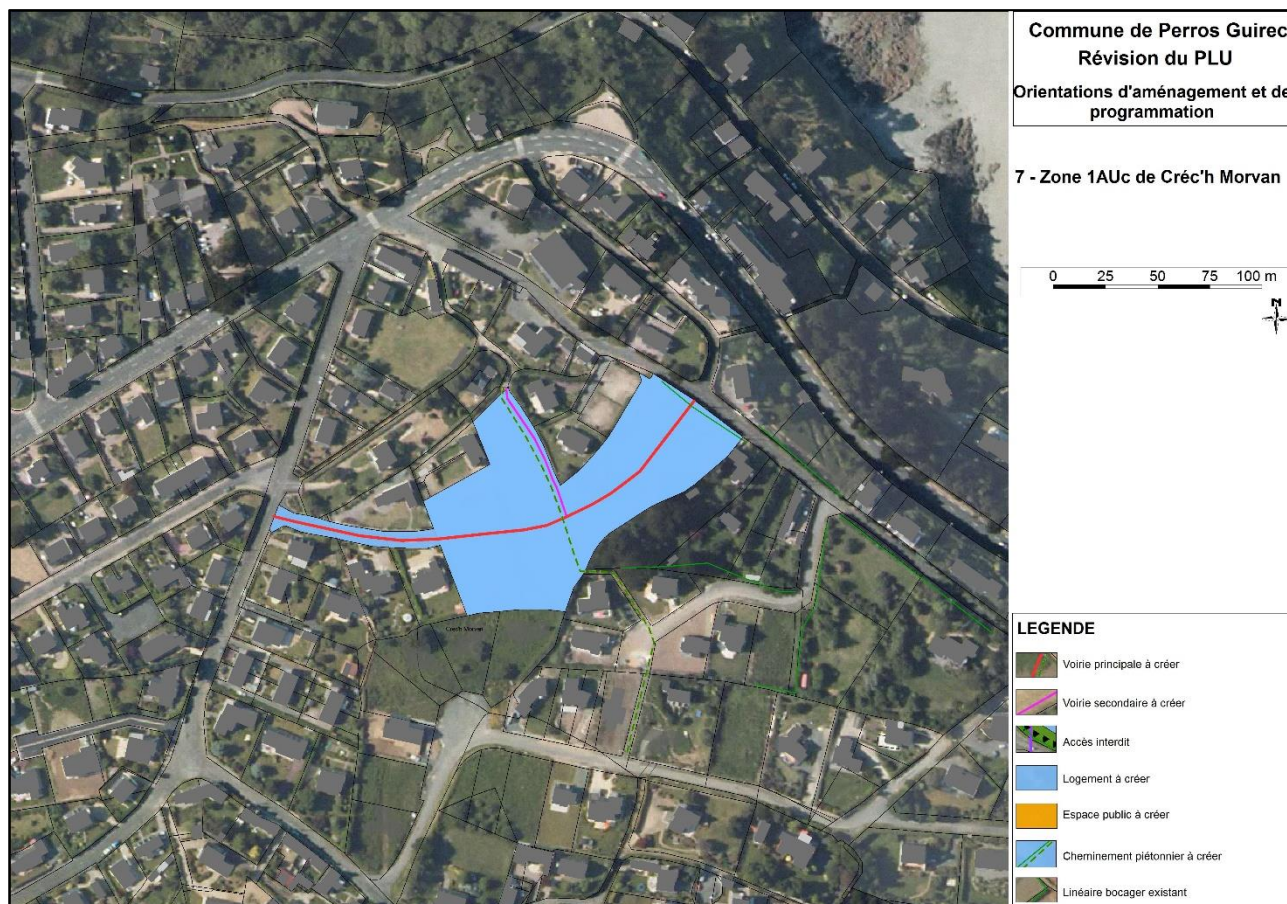 Commune de Perros Guirec
Révision du PLU
Orientations d'aménagement et de
programmation
7 - Zone 1AUc de Créc'h Morvan
0 25 50 75 100 m
N
Crec'h Morvan
LEGENDE
Voirie principale à créer
Voirie secondaire à créer
Accès interdit
Logement à créer
Espace public à créer
Cheminement piétonnier à créer
Linéaire bocager existant